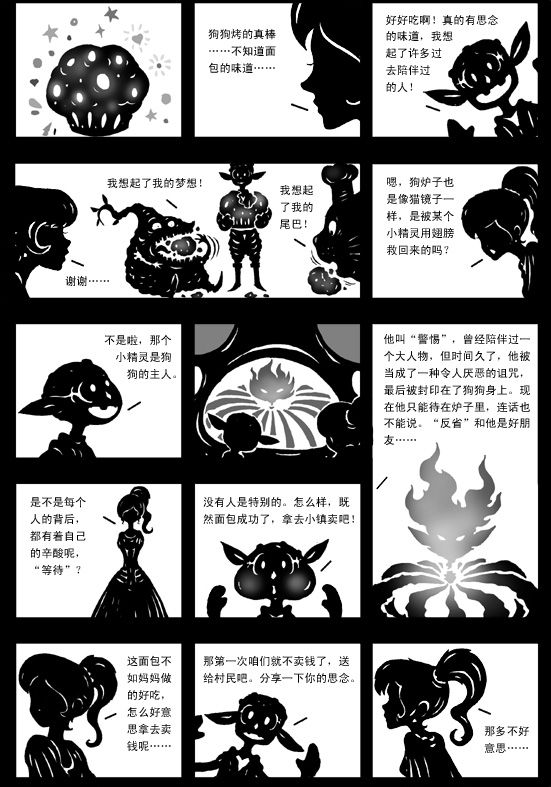 狗狗烤的真棒
……不知道面
包的味道……
好好吃啊！真的有思念
的味道，我想
起了许多过
去陪伴过
的人！
谢谢……
我想起了我的梦想！
我想起
了我的
尾巴！
嗯，狗炉子也
是像猫镜子一
样，是被某个
小精灵用翅膀
救回来的吗？
不是啦，那个
小精灵是狗
狗的主人。
他叫“警惕”，曾经陪伴过一
个大人物，但时间久了，他被
当成了一种令人厌恶的诅咒，
最后被封印在了狗狗身上。现
在他只能待在炉子里，连话也
不能说。“反省”和他是好朋
友……
是不是每个
人的背后，
都有着自己
的辛酸呢，
“等待”？
没有人是特别的。怎么样，既
然面包成功了，拿去小镇卖吧！
这面包不
如妈妈做
的好吃，
怎么好意
思拿去卖
钱呢……
那第一次咱们就不卖钱了，送
给村民吧。分享一下你的思念。
那多不好
意思……